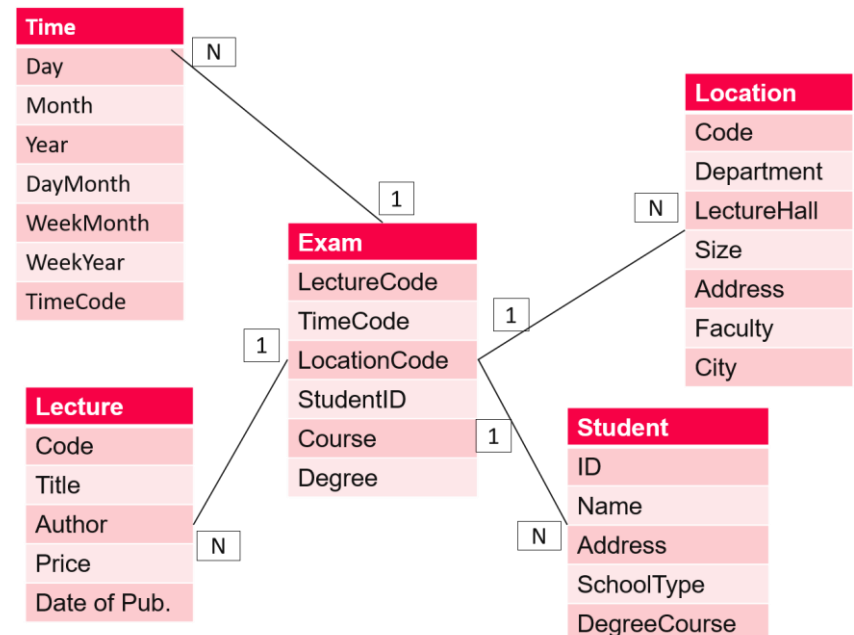 Time
Day
Month
Year
DayMonth
WeekMonth
WeekYear
TimeCode
N
1
Location
Code
Department
LectureHall
Size
Address
Faculty
City
N
1
Exam
LectureCode
TimeCode
LocationCode
StudentID
Course
Degree
1
N
Lecture
Code
Title
Author
Price
Date of Pub.
1
N
Student
ID
Name
Address
SchoolType
DegreeCourse